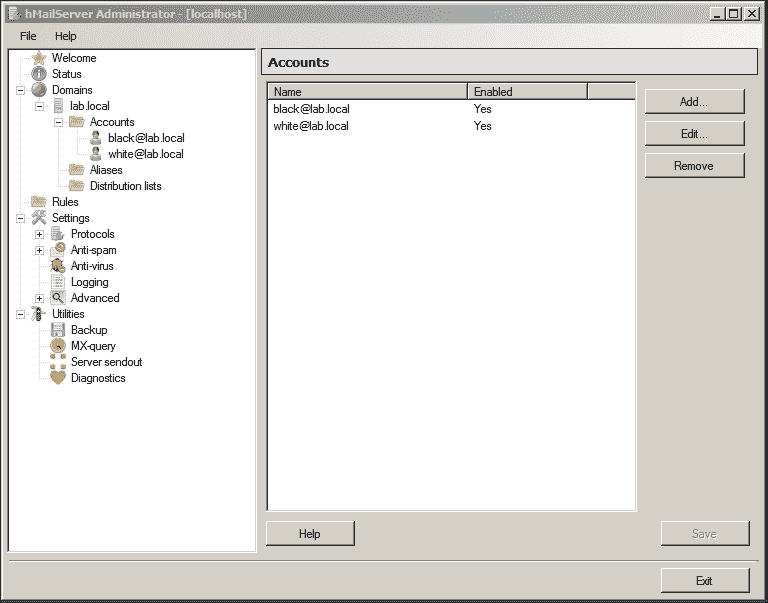 hMailServer Administrator - [localhost]
File Help
Welcome
Status
Domains
lab.local
Accounts
black@lab.local
white@lab.local
Aliases
Distribution lists
Rules
Settings
Protocols
Anti-spam
Anti-virus
Logging
Advanced
Utilities
Backup
MX-query
Server sendout
Diagnostics
Accounts
Name Enabled
black@lab.local Yes
white@lab.local Yes
Add...
Edit...
Remove
Help
Save
Exit